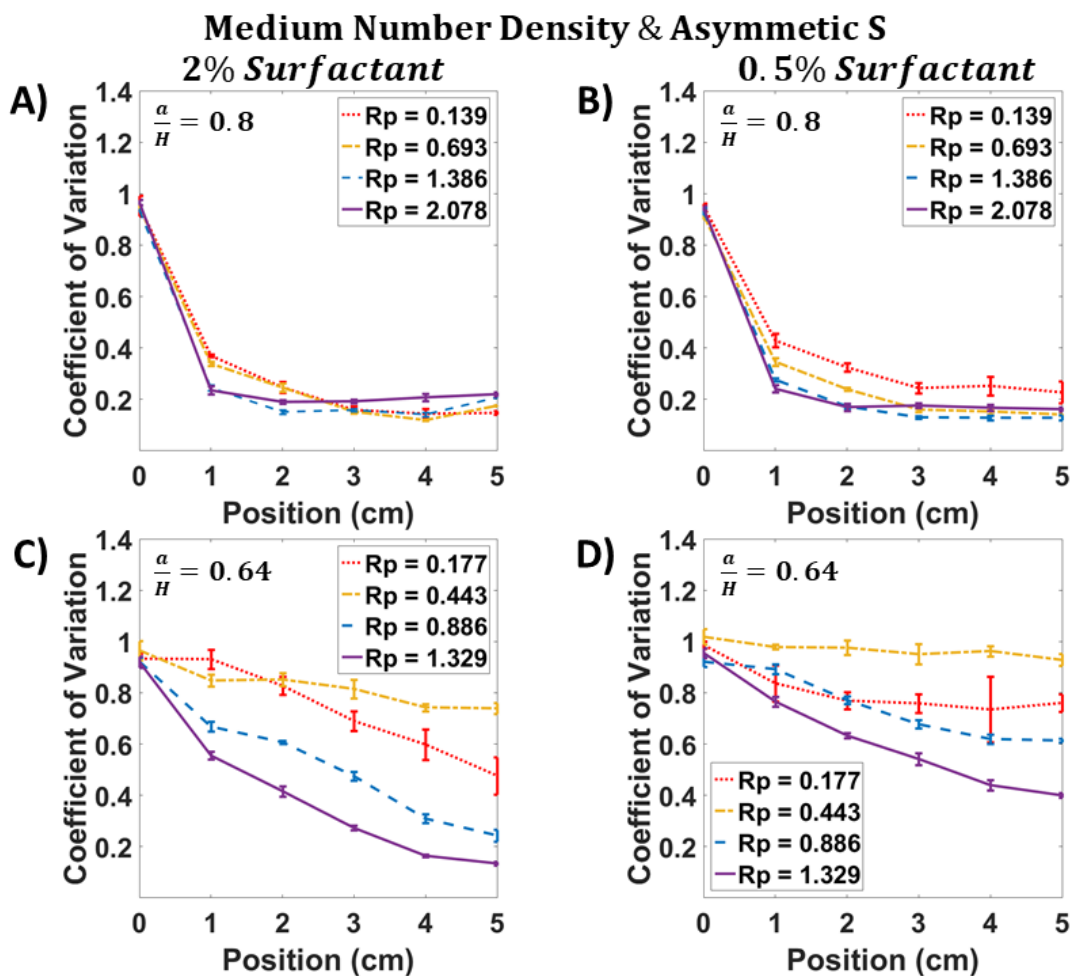 Medium Number Density & Asymmetic S
2% Surfactant
0.5% Surfactant
A)
Coefficient of Variation
1.4
1.2
1
0.8
0.6
0.4
0.2
a/H = 0.8
Rp = 0.139
Rp = 0.693
Rp = 1.386
Rp = 2.078
0 1 2 3 4 5
Position (cm)
B)
Coefficient of Variation
1.4
1.2
1
0.8
0.6
0.4
0.2
a/H = 0.8
Rp = 0.139
Rp = 0.693
Rp = 1.386
Rp = 2.078
0 1 2 3 4 5
Position (cm)
C)
Coefficient of Variation
1.4
1.2
1
0.8
0.6
0.4
0.2
a/H = 0.64
Rp = 0.177
Rp = 0.443
Rp = 0.886
Rp = 1.329
0 1 2 3 4 5
Position (cm)
D)
Coefficient of Variation
1.4
1.2
1
0.8
0.6
0.4
0.2
a/H = 0.64
Rp = 0.177
Rp = 0.443
Rp = 0.886
Rp = 1.329
0 1 2 3 4 5
Position (cm)